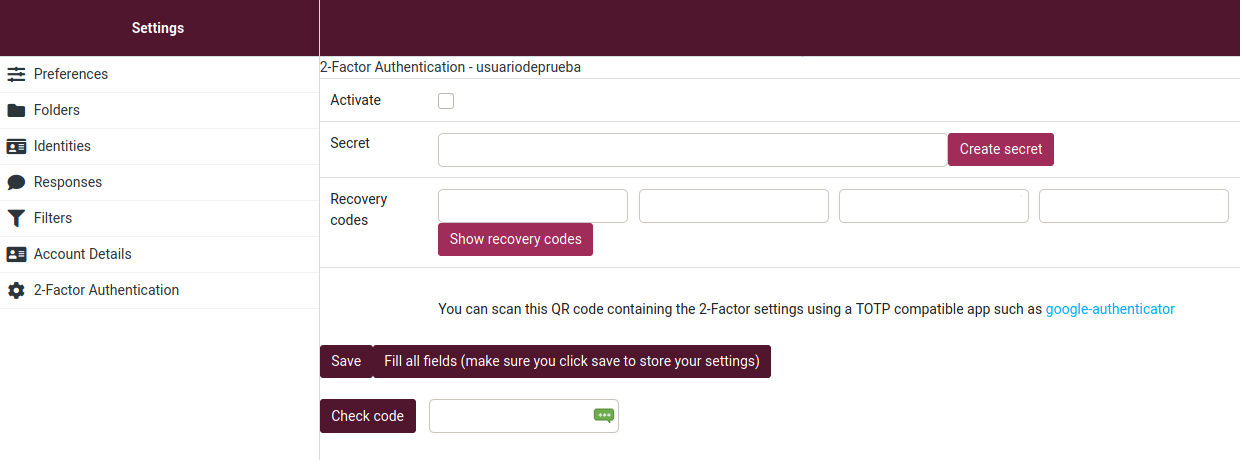 Settings
Preferences
Folders
Identities
Responses
Filters
Account Details
2-Factor Authentication
2-Factor Authentication - usuariodeprueba
Activate
Secret
Create secret
Recovery
codes
Show recovery codes
You can scan this QR code containing the 2-Factor settings using a TOTP compatible app such as google-authenticator
Save Fill all fields (make sure you click save to store your settings)
Check code